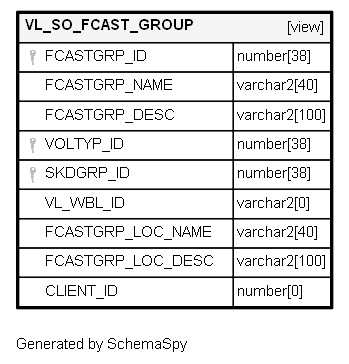 VL_SO_FCAST_GROUP [view]
FCASTGRP_ID number[38]
FCASTGRP_NAME varchar2[40]
FCASTGRP_DESC varchar2[100]
VOLTYP_ID number[38]
SKDGRP_ID number[38]
VL_WBL_ID varchar2[0]
FCASTGRP_LOC_NAME varchar2[40]
FCASTGRP_LOC_DESC varchar2[100]
CLIENT_ID number[0]
Generated by SchemaSpy